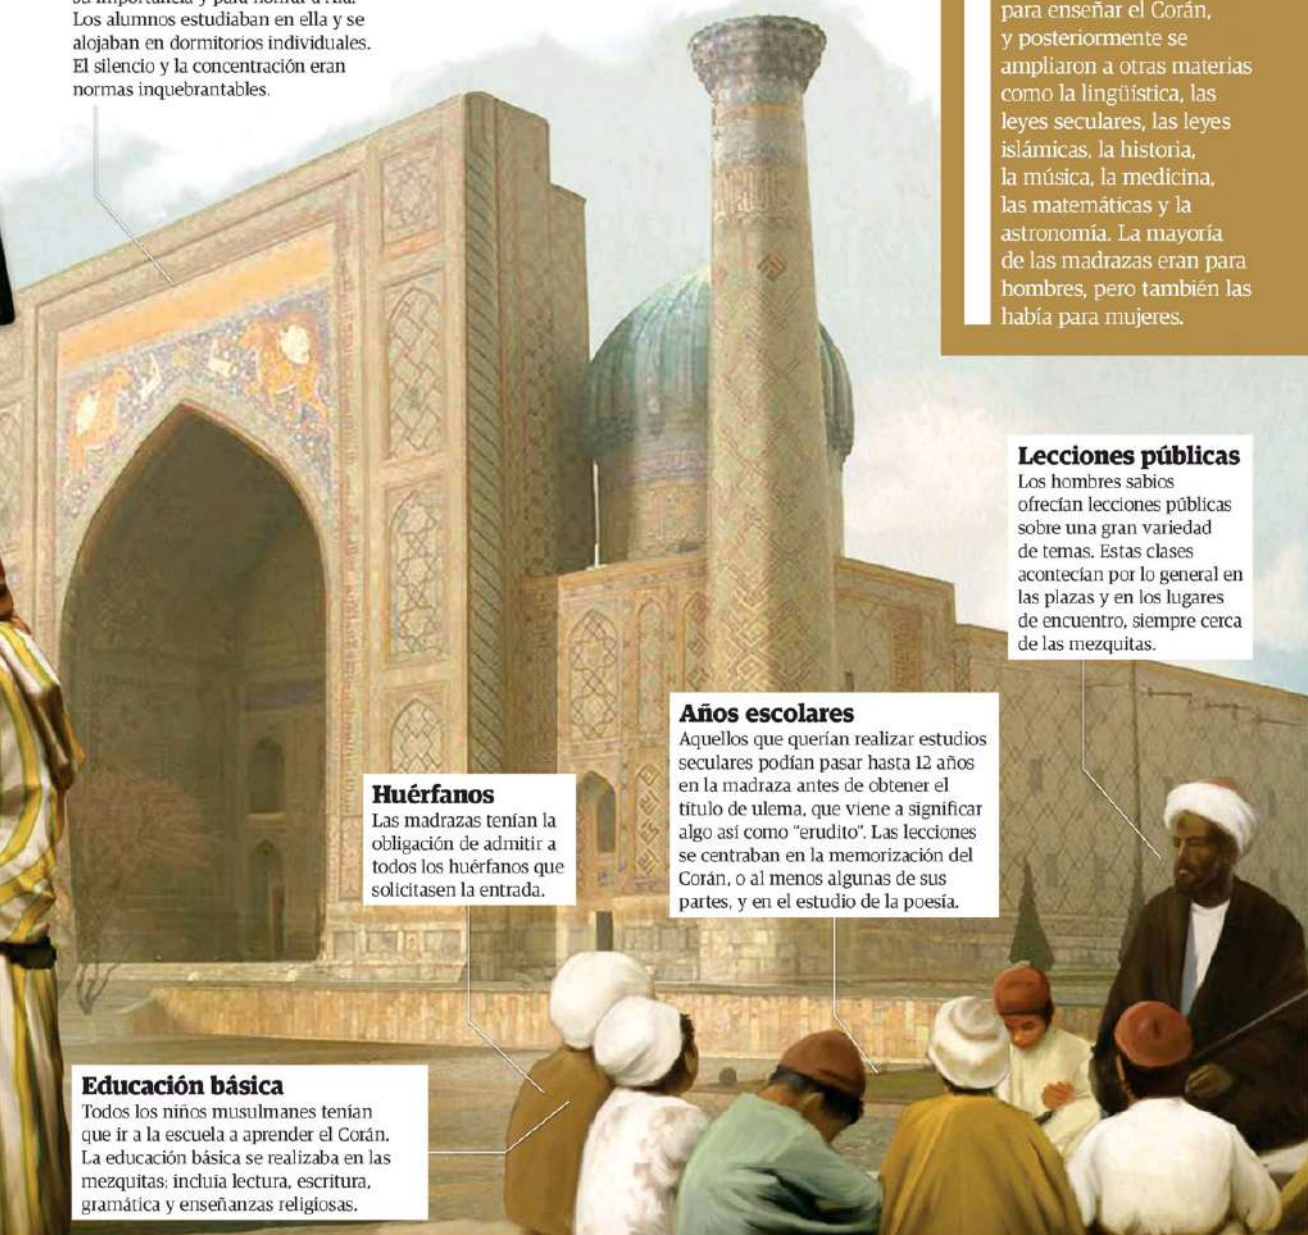 Los alumnos estudiaban en ella y se
alojaban en dormitorios individuales.
El silencio y la concentración eran
normas inquebrantables.
para enseñar el Corán,
y posteriormente se
ampliaron a otras materias
como la lingüística, las
leyes seculares, las leyes
islámicas, la historia,
la música, la medicina,
las matemáticas y la
astronomía. La mayoría
de las madrazas eran para
hombres, pero también las
había para mujeres.
Lecciones públicas
Los hombres sabios
ofrecían lecciones públicas
sobre una gran variedad
de temas. Estas clases
acontecían por lo general en
las plazas y en los lugares
de encuentro, siempre cerca
de las mezquitas.
Años escolares
Aquellos que querían realizar estudios
seculares podían pasar hasta 12 años
en la madraza antes de obtener el
título de ulema, que viene a significar
algo así como "erudito". Las lecciones
se centraban en la memorización del
Corán, o al menos algunas de sus
partes, y en el estudio de la poesía.
Huérfanos
Las madrazas tenían la
obligación de admitir a
todos los huérfanos que
solicitasen la entrada.
Educación básica
Todos los niños musulmanes tenían
que ir a la escuela a aprender el Corán.
La educación básica se realizaba en las
mezquitas; incluía lectura, escritura,
gramática y enseñanzas religiosas.